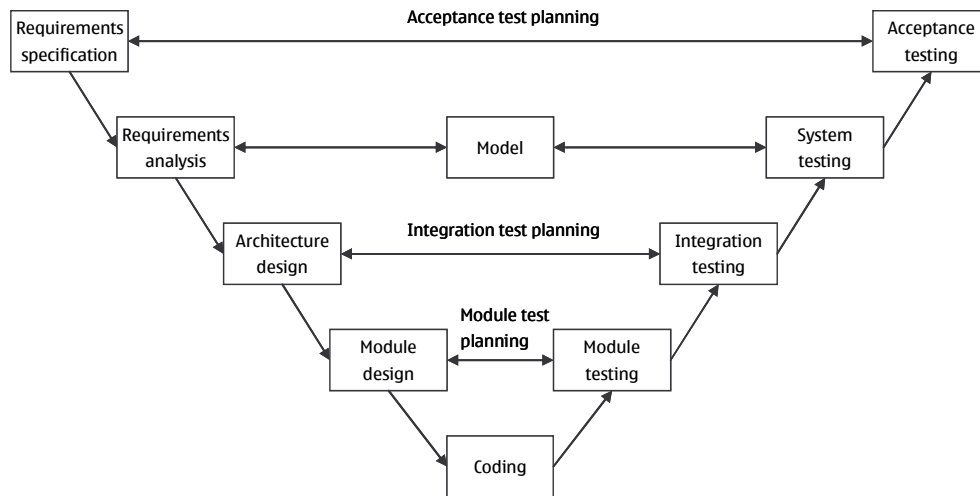 Acceptance test planning
Requirements
specification
Acceptance
testing
Requirements
analysis
Model
System
testing
Integration test planning
Architecture
design
Integration
testing
Module test
planning
Module
design
Module
testing
Coding